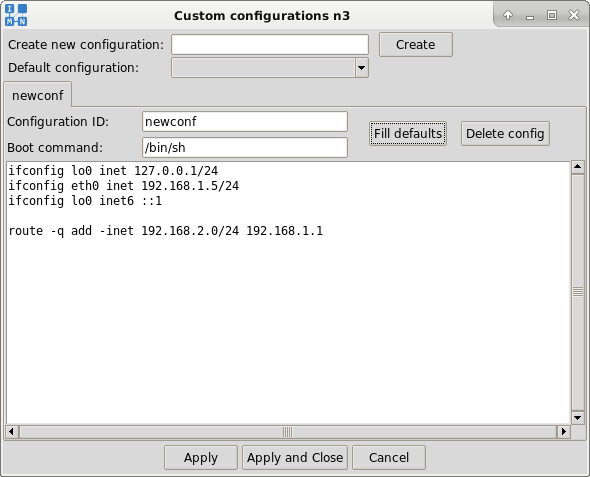 IMN
Custom configurations n3
Create new configuration:
Create
Default configuration:
newconf
Configuration ID: newconf
Fill defaults Delete config
Boot command: /bin/sh
ifconfig lo0 inet 127.0.0.1/24
ifconfig eth0 inet 192.168.1.5/24
ifconfig lo0 inet6 ::1
route -q add -inet 192.168.2.0/24 192.168.1.1
Apply Apply and Close Cancel